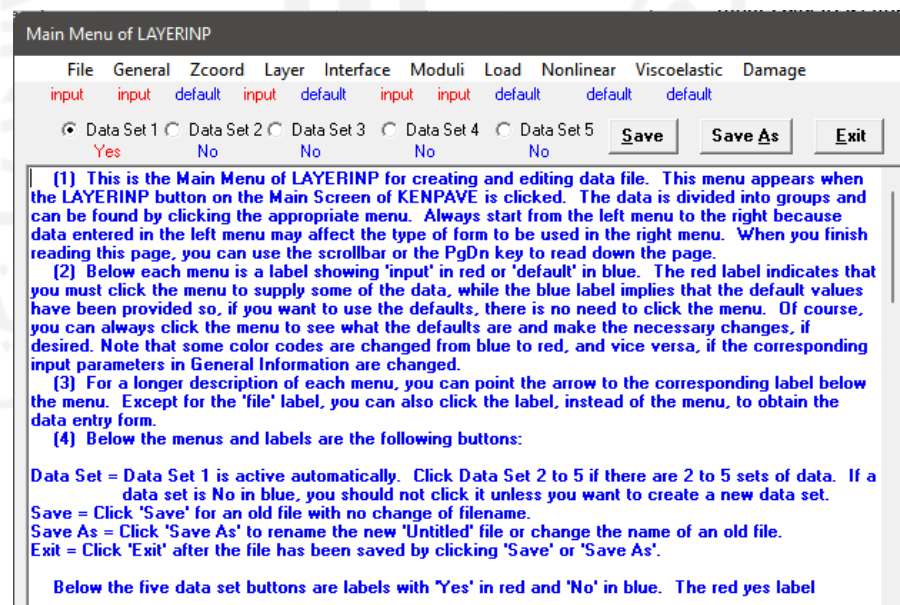 Main Menu of LAYERINP
File General Zcoord Layer Interface Moduli Load Nonlinear Viscoelastic Damage
input input default input default input input default default default
Data Set 1 Data Set 2 Data Set 3 Data Set 4 Data Set 5 Save Save As Exit
Yes No No No No
(1) This is the Main Menu of LAYERINP for creating and editing data file. This menu appears when
the LAYERINP button on the Main Screen of KENPAVE is clicked. The data is divided into groups and
can be found by clicking the appropriate menu. Always start from the left menu to the right because
data entered in the left menu may affect the type of form to be used in the right menu. When you finish
reading this page, you can use the scrollbar or the PgDn key to read down the page.
(2) Below each menu is a label showing 'input' in red or 'default' in blue. The red label indicates that
you must click the menu to supply some of the data, while the blue label implies that the default values
have been provided so, if you want to use the defaults, there is no need to click the menu. Of course,
you can always click the menu to see what the defaults are and make the necessary changes, if
desired. Note that some color codes are changed from blue to red, and vice versa, if the corresponding
input parameters in General Information are changed.
(3) For a longer description of each menu, you can point the arrow to the corresponding label below
the menu. Except for the 'file' label, you can also click the label, instead of the menu, to obtain the
data entry form.
(4) Below the menus and labels are the following buttons:
Data Set = Data Set 1 is active automatically. Click Data Set 2 to 5 if there are 2 to 5 sets of data. If a
data set is No in blue, you should not click it unless you want to create a new data set.
Save = Click 'Save' for an old file with no change of filename.
Save As = Click 'Save As' to rename the new 'Untitled' file or change the name of an old file.
Exit = Click 'Exit' after the file has been saved by clicking 'Save' or 'Save As'.
Below the five data set buttons are labels with 'Yes' in red and 'No' in blue. The red yes label